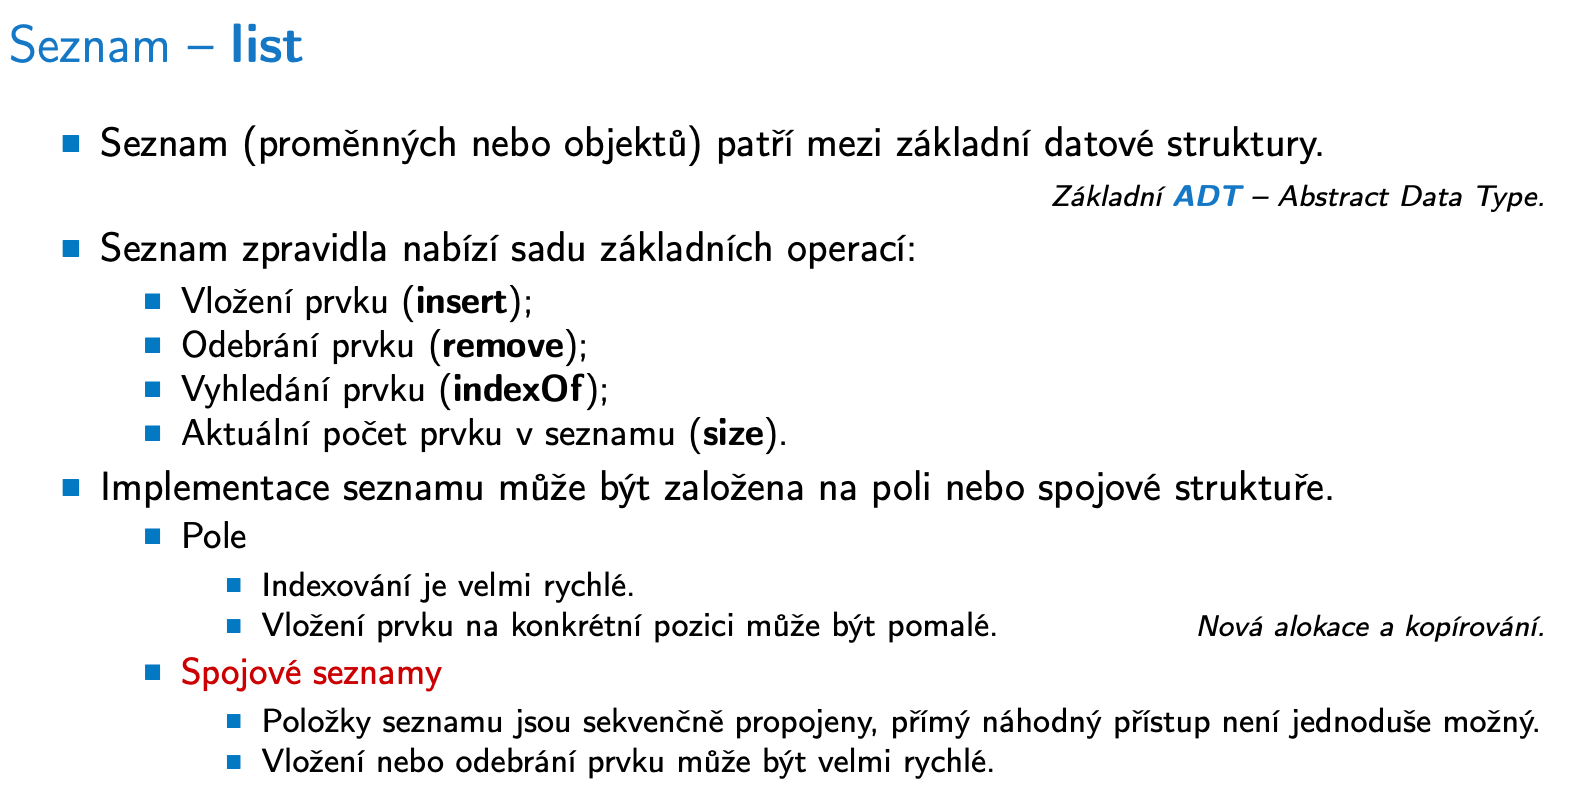 Seznam – list
Seznam (proměnných nebo objektů) patří mezi základní datové struktury.
Základní ADT – Abstract Data Type.
Seznam zpravidla nabízí sadu základních operací:
Vložení prvku (insert);
Odebrání prvku (remove);
Vyhledání prvku (indexOf);
Aktuální počet prvku v seznamu (size).
Implementace seznamu může být založena na poli nebo spojové struktuře.
Pole
Indexování je velmi rychlé.
Vložení prvku na konkrétní pozici může být pomalé. Nová alokace a kopírování.
Spojové seznamy
Položky seznamu jsou sekvenčně propojeny, přímý náhodný přístup není jednoduše možný.
Vložení nebo odebrání prvku může být velmi rychlé.